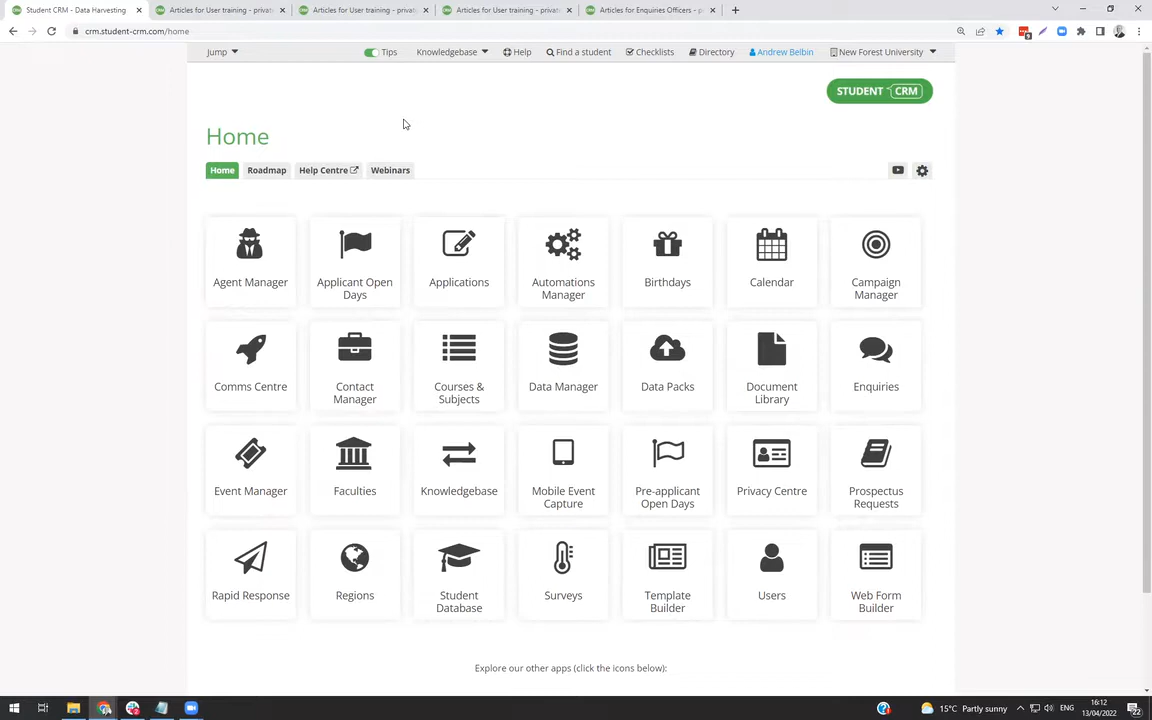 Student CRM - Data Harvesting
Articles for User training - privat
Articles for User training - privat
Articles for User training - privat
Articles for Enquiries Officers - p
crm.student-crm.com/home
Jump
Tips
Knowledgebase
Help
Find a student
Checklists
Directory
Andrew Belbin
New Forest University
STUDENT CRM
Home
Home
Roadmap
Help Centre
Webinars
Agent Manager
Applicant Open
Days
Applications
Automations
Manager
Birthdays
Calendar
Campaign
Manager
Comms Centre
Contact
Manager
Courses &
Subjects
Data Manager
Data Packs
Document
Library
Enquiries
Event Manager
Faculties
Knowledgebase
Mobile Event
Capture
Pre-applicant
Open Days
Privacy Centre
Prospectus
Requests
Rapid Response
Regions
Student
Database
Surveys
Template
Builder
Users
Web Form
Builder
Explore our other apps (click the icons below):
15°C Partly sunny
ENG
16:12
13/04/2022
22